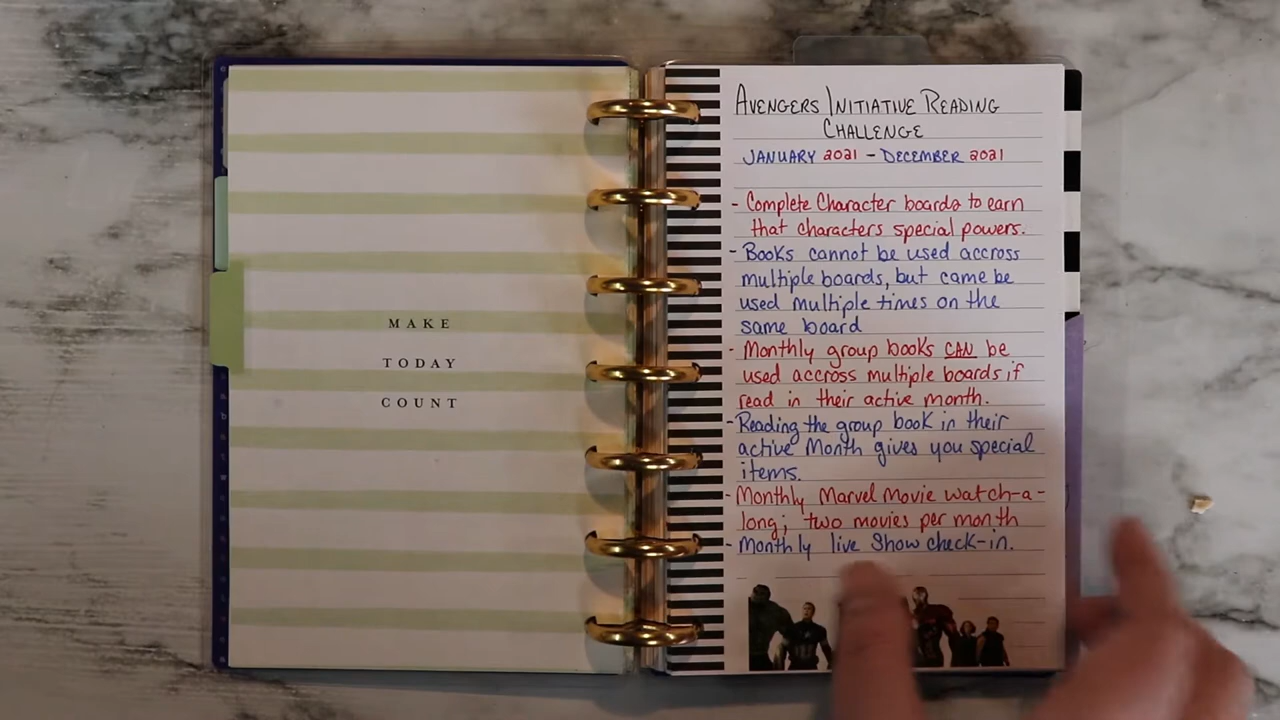 MAKE
TODAY
COUNT
AVENGERS INITIATIVE READING
CHALLENGE
JANUARY 2021 - DECEMBER 2021
- Complete Character boards to earn
that characters special powers.
- Books cannot be used accross
multiple boards, but came be
used multiple times on the
same board
- Monthly group books CAN be
used accross multiple boards if
read in their active month.
- Reading the group book in their
active Month gives you special
items.
- Monthly Marvel Movie watch-a-
long; two movies per month
- Monthly live Show check-in.